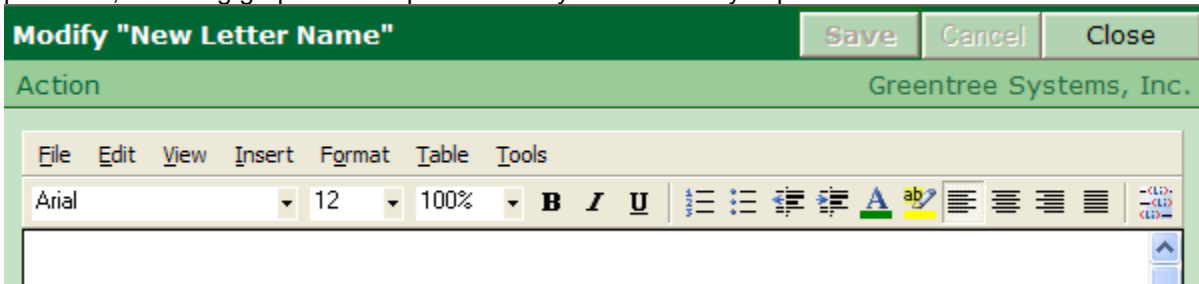 Modify "New Letter Name" Save Cancel Close
Action Greentree Systems, Inc.
File Edit View Insert Format Table Tools
Arial 12 100% B I U A ab